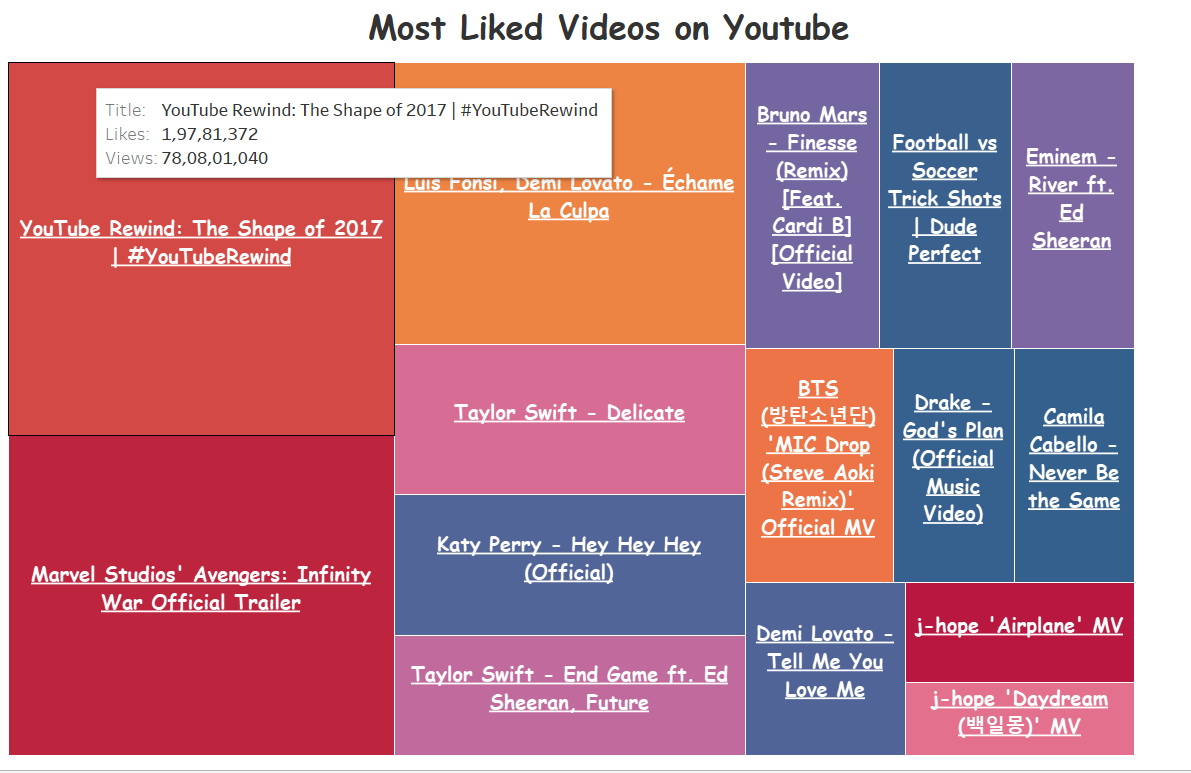 Most Liked Videos on Youtube
Title: YouTube Rewind: The Shape of 2017 | #YouTubeRewind
Likes: 1,97,81,372
Views: 78,08,01,040
YouTube Rewind: The Shape of 2017
| #YouTubeRewind
Marvel Studios' Avengers: Infinity
War Official Trailer
Luis Fonsi, Demi Lovato - Échame
La Culpa
Taylor Swift - Delicate
Katy Perry - Hey Hey Hey
(Official)
Taylor Swift - End Game ft. Ed
Sheeran, Future
Bruno Mars
- Finesse
(Remix)
[Feat.
Cardi B]
[Official
Video]
Football vs
Soccer
Trick Shots
| Dude
Perfect
Eminem -
River ft.
Ed
Sheeran
BTS
(방탄소년단)
'MIC Drop
(Steve Aoki
Remix)'
Official MV
Drake -
God's Plan
(Official
Music
Video)
Camila
Cabello -
Never Be
the Same
Demi Lovato -
Tell Me You
Love Me
j-hope 'Airplane' MV
j-hope 'Daydream
(백일몽)' MV